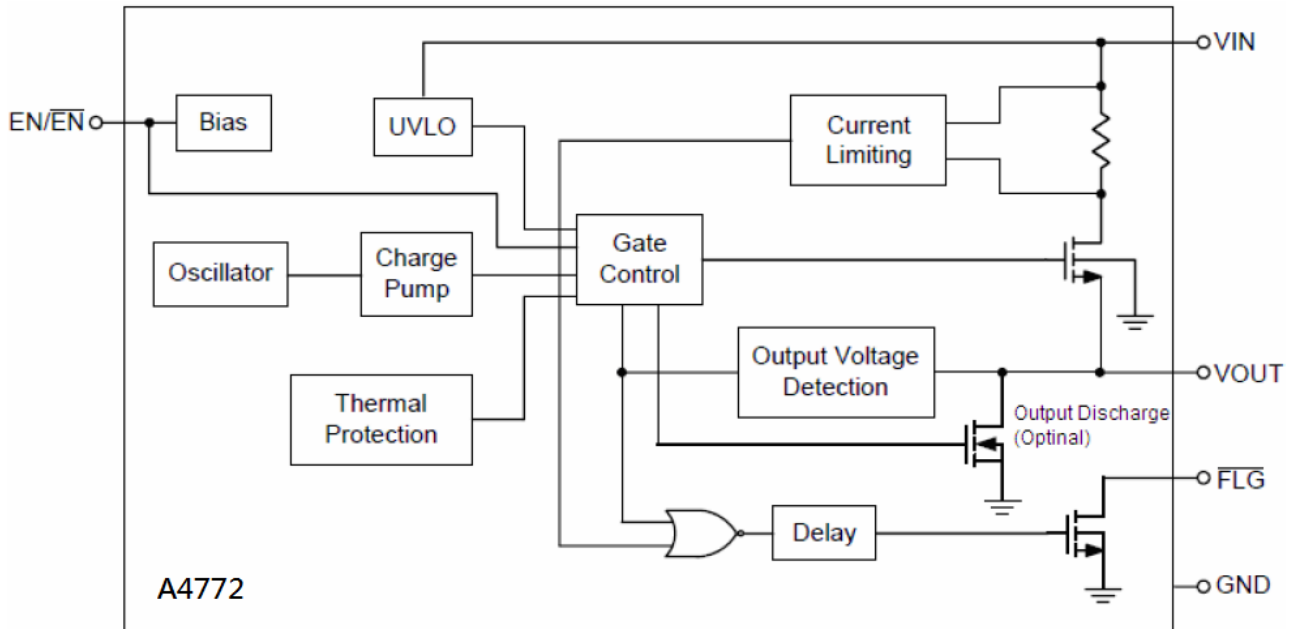 VIN
EN/EN
Bias
UVLO
Current
Limiting
Gate
Control
Oscillator
Charge
Pump
Output Voltage
Detection
VOUT
Thermal
Protection
Output Discharge
(Optinal)
FLG
Delay
GND
A4772